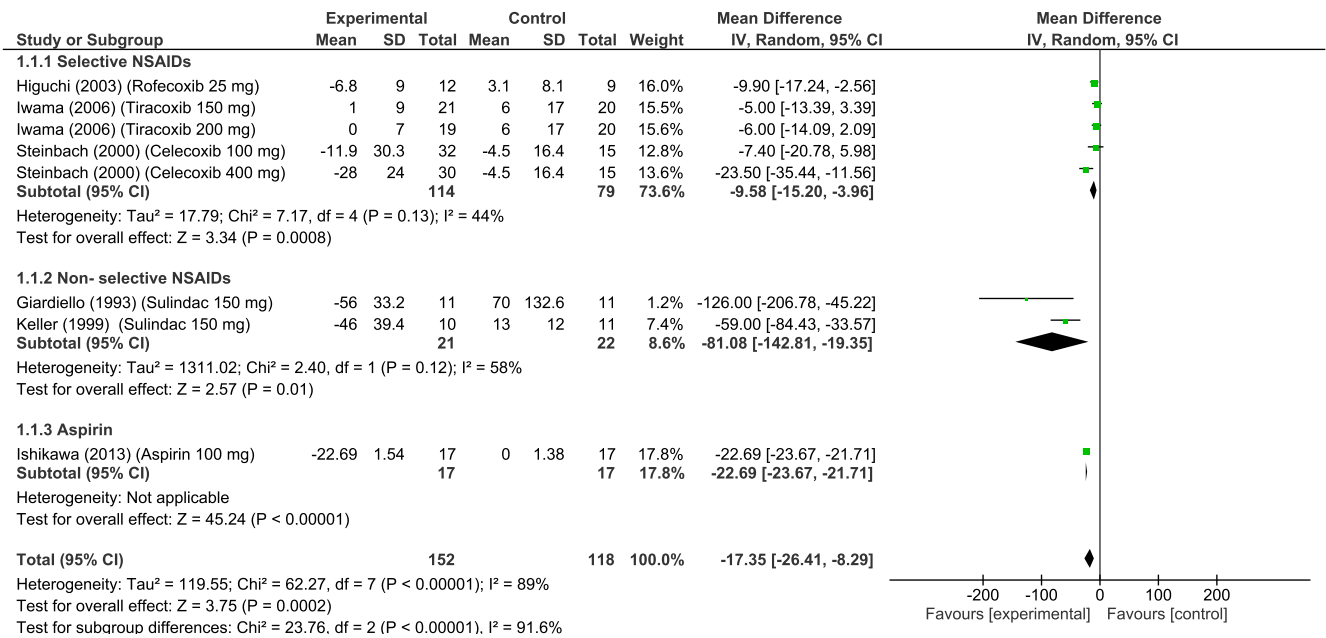 Experimental Control Mean Difference Mean Difference
Study or Subgroup Mean SD Total Mean SD Total Weight IV, Random, 95% CI IV, Random, 95% CI
1.1.1 Selective NSAIDs
Higuchi (2003) (Rofecoxib 25 mg) -6.8 9 12 3.1 8.1 9 16.0% -9.90 [-17.24, -2.56]
Iwama (2006) (Tiracoxib 150 mg) 1 9 21 6 17 20 15.5% -5.00 [-13.39, 3.39]
Iwama (2006) (Tiracoxib 200 mg) 0 7 19 6 17 20 15.6% -6.00 [-14.09, 2.09]
Steinbach (2000) (Celecoxib 100 mg) -11.9 30.3 32 -4.5 16.4 15 12.8% -7.40 [-20.78, 5.98]
Steinbach (2000) (Celecoxib 400 mg) -28 24 30 -4.5 16.4 15 13.6% -23.50 [-35.44, -11.56]
Subtotal (95% CI) 114 79 73.6% -9.58 [-15.20, -3.96]
Heterogeneity: Tau² = 17.79; Chi² = 7.17, df = 4 (P = 0.13); I² = 44%
Test for overall effect: Z = 3.34 (P = 0.0008)
1.1.2 Non- selective NSAIDs
Giardiello (1993) (Sulindac 150 mg) -56 33.2 11 70 132.6 11 1.2% -126.00 [-206.78, -45.22]
Keller (1999) (Sulindac 150 mg) -46 39.4 10 13 12 11 7.4% -59.00 [-84.43, -33.57]
Subtotal (95% CI) 21 22 8.6% -81.08 [-142.81, -19.35]
Heterogeneity: Tau² = 1311.02; Chi² = 2.40, df = 1 (P = 0.12); I² = 58%
Test for overall effect: Z = 2.57 (P = 0.01)
1.1.3 Aspirin
Ishikawa (2013) (Aspirin 100 mg) -22.69 1.54 17 0 1.38 17 17.8% -22.69 [-23.67, -21.71]
Subtotal (95% CI) 17 17 17.8% -22.69 [-23.67, -21.71]
Heterogeneity: Not applicable
Test for overall effect: Z = 45.24 (P < 0.00001)
Total (95% CI) 152 118 100.0% -17.35 [-26.41, -8.29]
Heterogeneity: Tau² = 119.55; Chi² = 62.27, df = 7 (P < 0.00001); I² = 89%
Test for overall effect: Z = 3.75 (P = 0.0002)
Test for subgroup differences: Chi² = 23.76, df = 2 (P < 0.00001), I² = 91.6%
-200 -100 0 100 200
Favours [experimental] Favours [control]